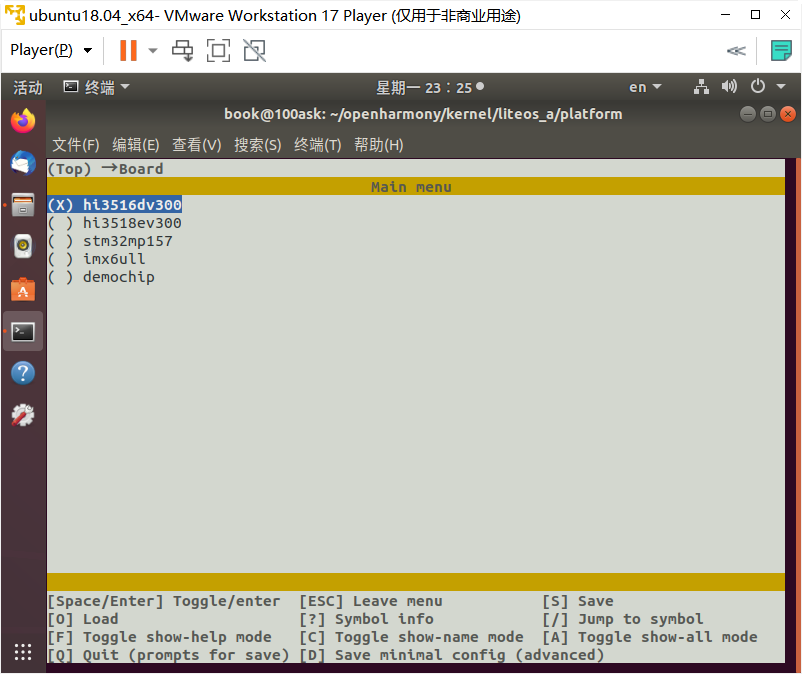 ubuntu18.04_x64- VMware Workstation 17 Player (仅用于非商业用途)
Player(P)
活动 终端 星期一 23：25 en
book@100ask: ~/openharmony/kernel/liteos_a/platform
文件(F) 编辑(E) 查看(V) 搜索(S) 终端(T) 帮助(H)
(Top) →Board
Main menu
(X) hi3516dv300
( ) hi3518ev300
( ) stm32mp157
( ) imx6ull
( ) demochip
[Space/Enter] Toggle/enter [ESC] Leave menu [S] Save
[O] Load [?] Symbol info [/] Jump to symbol
[F] Toggle show-help mode [C] Toggle show-name mode [A] Toggle show-all mode
[Q] Quit (prompts for save) [D] Save minimal config (advanced)